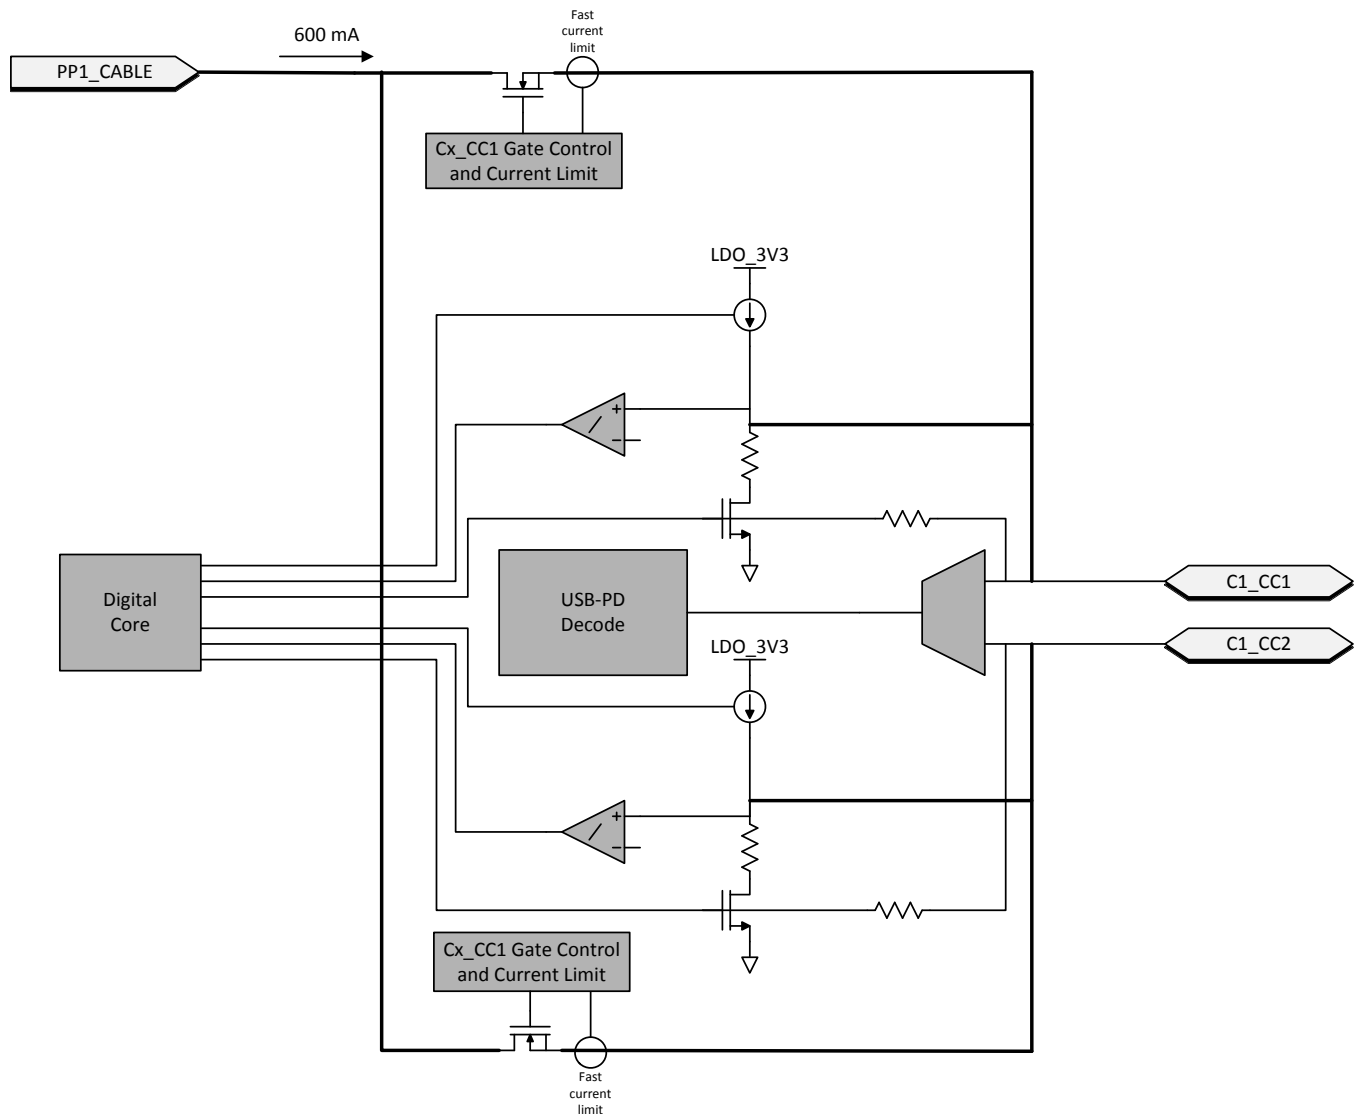 Fast
current
limit
600 mA
PP1_CABLE
Cx_CC1 Gate Control
and Current Limit
LDO_3V3
+
−
Digital
Core
USB-PD
Decode
C1_CC1
C1_CC2
LDO_3V3
+
−
Cx_CC1 Gate Control
and Current Limit
Fast
current
limit